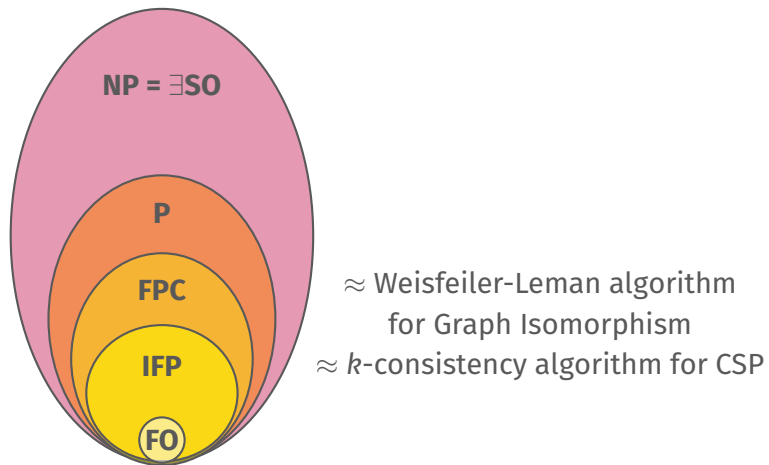 NP = ∃SO
P
FPC
≈ Weisfeiler-Leman algorithm
for Graph Isomorphism
IFP
≈ k-consistency algorithm for CSP
FO